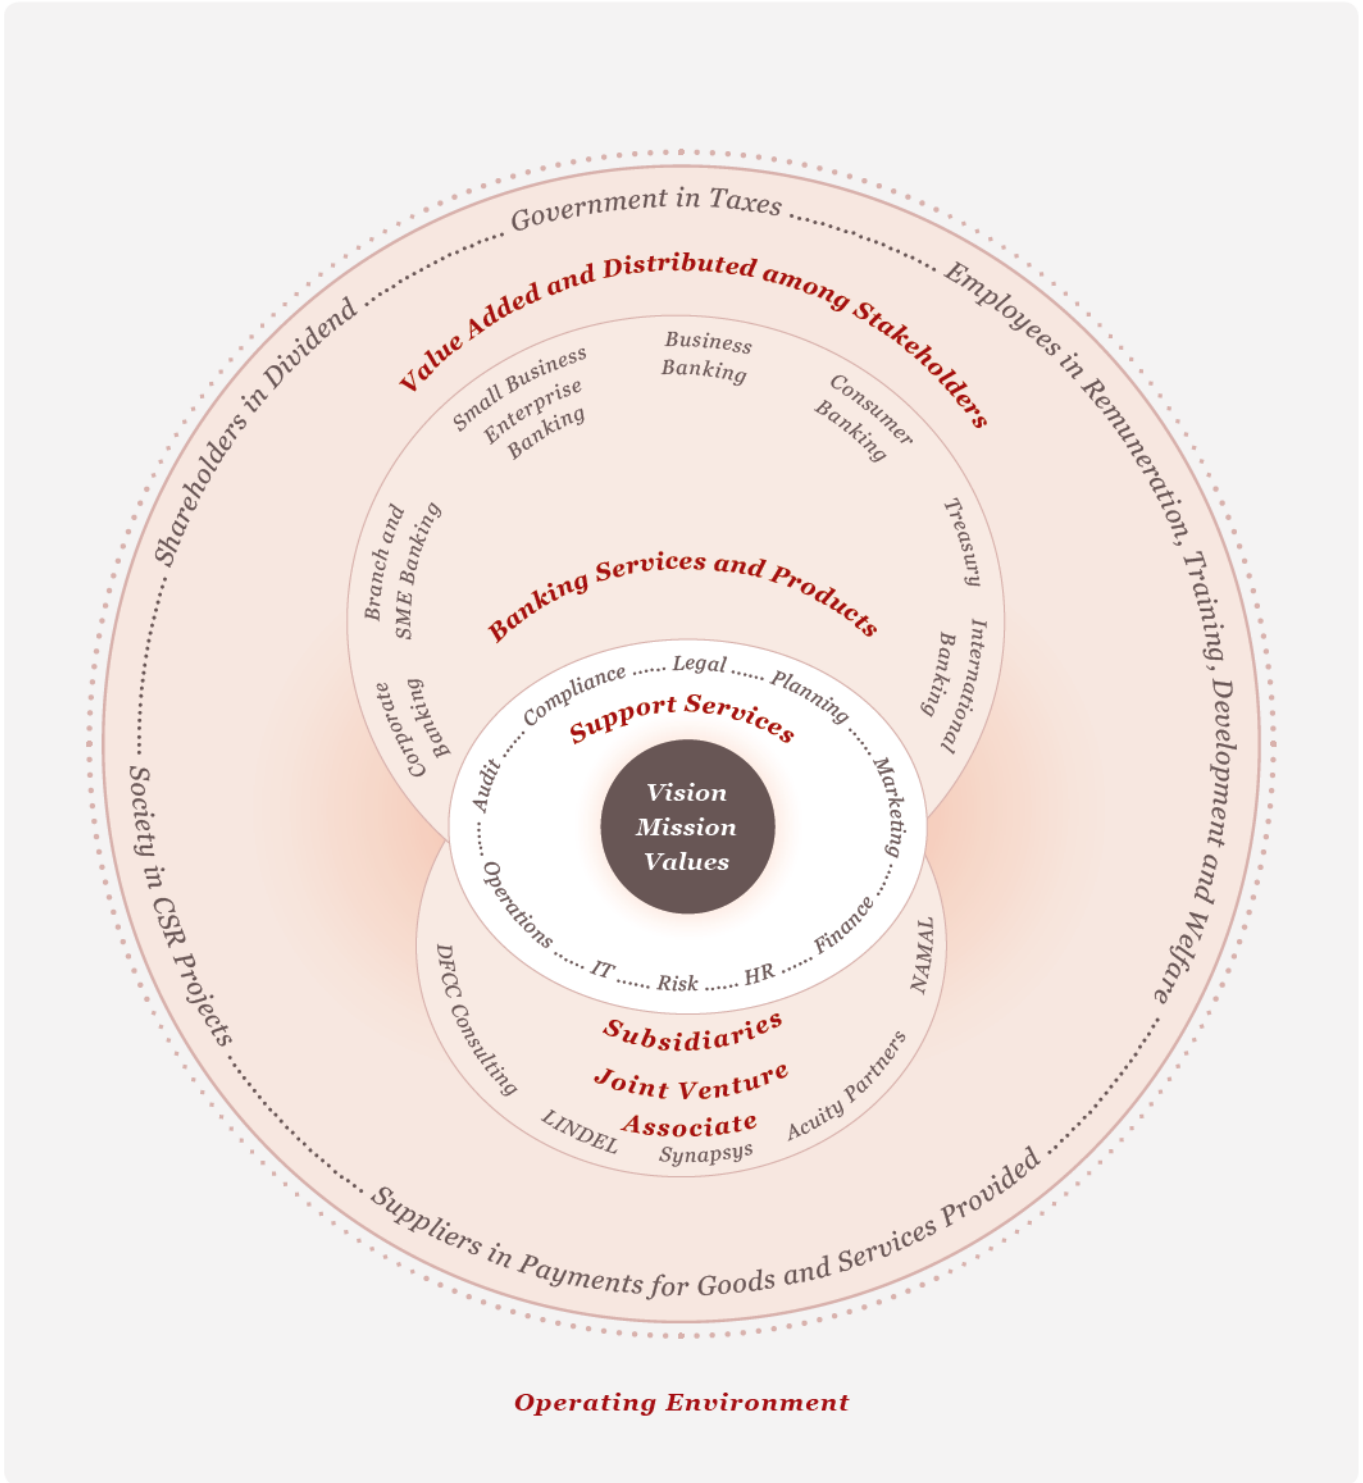 Government in Taxes
Employees in Remuneration, Training, Development and Welfare
Suppliers in Payments for Goods and Services Provided
Society in CSR Projects
Shareholders in Dividend
Value Added and Distributed among Stakeholders
Corporate
Banking
Branch and
SME Banking
Small Business
Enterprise
Banking
Business
Banking
Consumer
Banking
Treasury
International
Banking
Banking Services and Products
Compliance ...... Legal ...... Planning ...... Marketing ...... Finance ...... HR ...... Risk ...... IT ...... Operations ...... Audit ......
Support Services
Vision
Mission
Values
Subsidiaries
Joint Venture
Associate
DFCC Consulting
LINDEL
Synapsys
Acuity Partners
NAMAL
Operating Environment